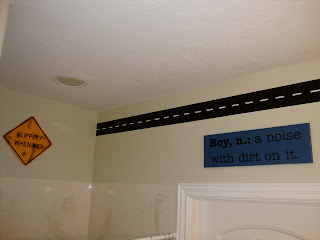 SLIPPERY
WHEN WET
Boy, n.: a noise
with dirt on it.